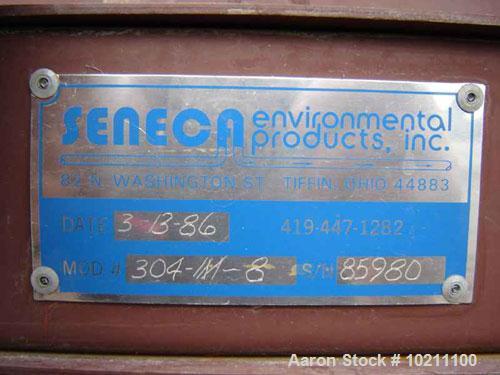 SENECA environmental products, inc.
82 N. WASHINGTON ST. TIFFIN, OHIO 44883
DATE 3-13-86 419-447-1282
MOD # 304-1M-8 S/N 85980
Aaron Stock # 10211100